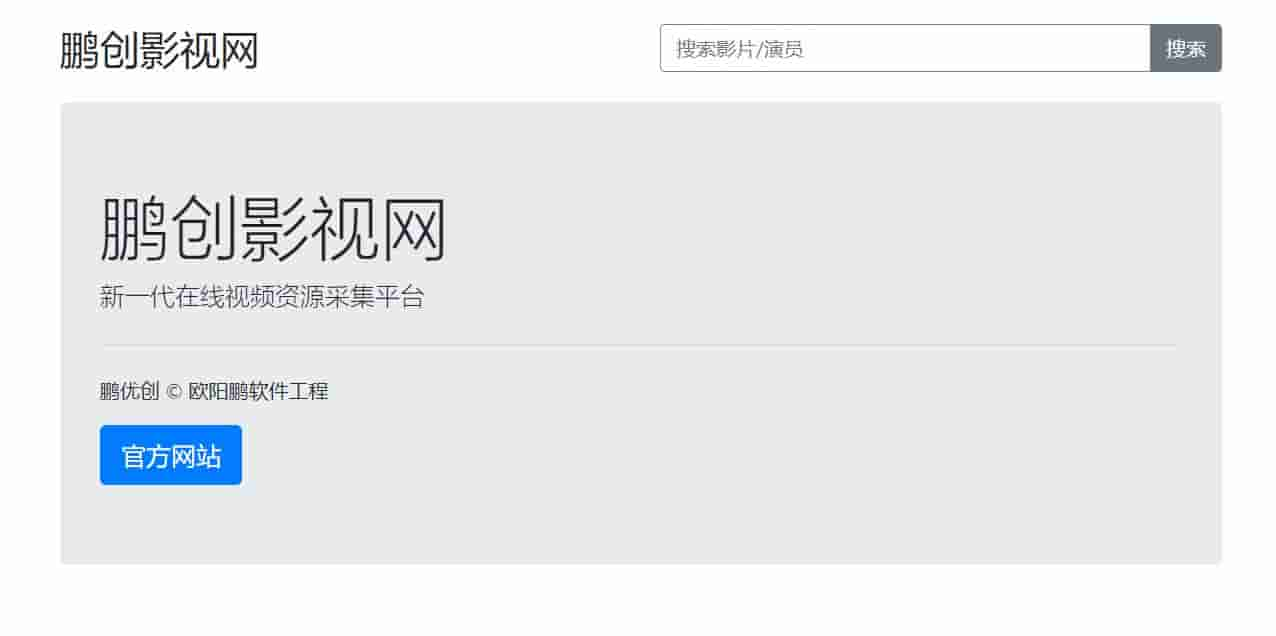 鹏创影视网
搜索影片/演员
搜索
鹏创影视网
新一代在线视频资源采集平台
鹏优创 © 欧阳鹏软件工程
官方网站